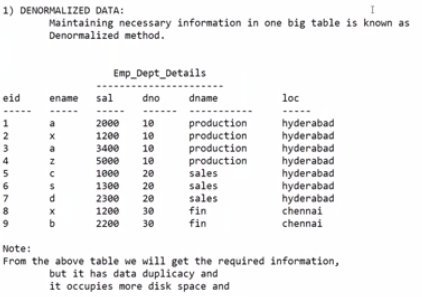 1) DENORMALIZED DATA:
Maintaining necessary information in one big table is known as
Denormalized method.
Emp_Dept_Details
----------------------
eid ename sal dno dname loc
----- ----- ----- ------ ----------- -----
1 a 2000 10 production hyderabad
2 x 1200 10 production hyderabad
3 a 3400 10 production hyderabad
4 z 5000 10 production hyderabad
5 c 1000 20 sales hyderabad
6 s 1300 20 sales hyderabad
7 d 2300 20 sales hyderabad
8 x 1200 30 fin chennai
9 b 2200 30 fin chennai
Note:
From the above table we will get the required information,
but it has data duplicacy and
it occupies more disk space and